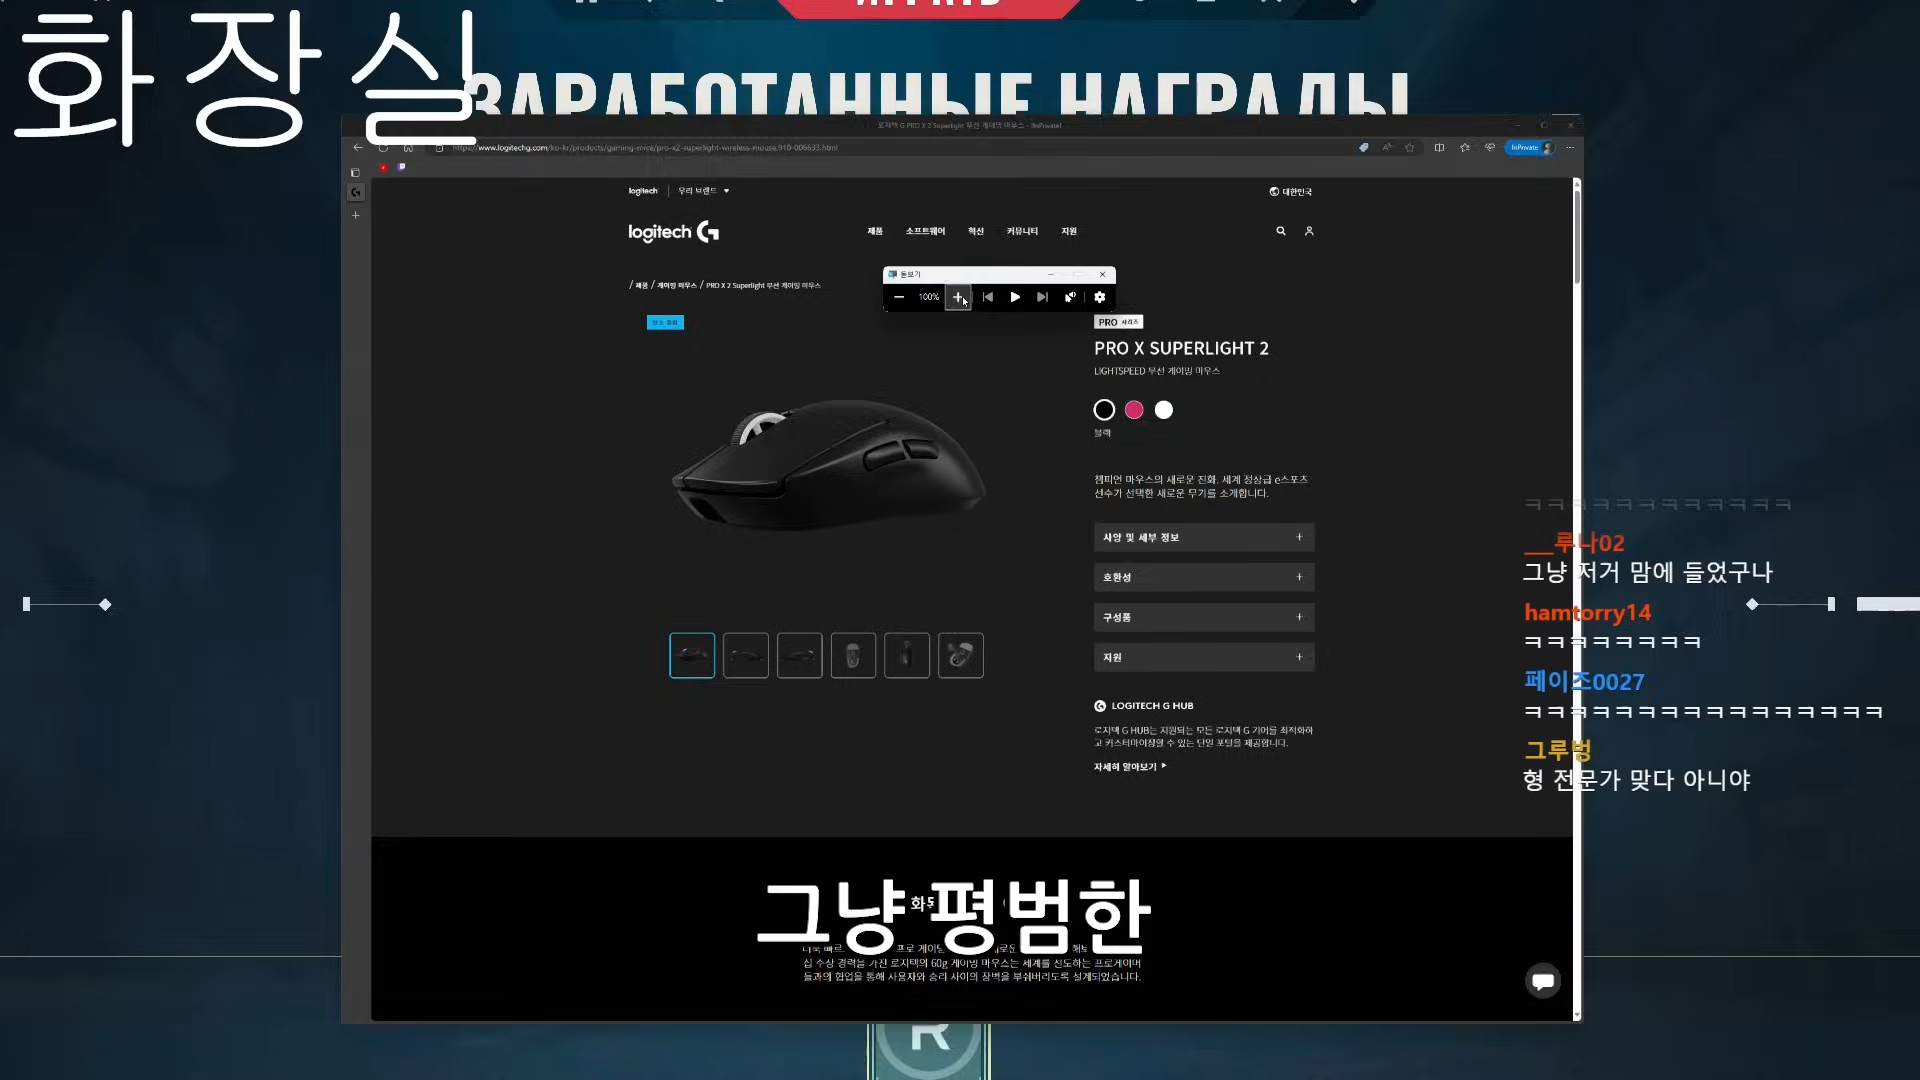 화장실
ИГРАТЬ
ЗАРАБОТАННЫЕ НАГРАДЫ
로지텍 G PRO X 2 Superlight 무선 게이밍 마우스 - [InPrivate]
https://www.logitechg.com/ko-kr/products/gaming-mice/pro-x2-superlight-wireless-mouse.910-006633.html
InPrivate
logitech
우리 브랜드
대한민국
logitech G
제품
소프트웨어
혁신
커뮤니티
지원
돋보기
100%
/ 제품 / 게이밍 마우스 / PRO X 2 Superlight 무선 게이밍 마우스
탄소 중립
PRO 시리즈
PRO X SUPERLIGHT 2
LIGHTSPEED 무선 게이밍 마우스
블랙
챔피언 마우스의 새로운 진화. 세계 정상급 e스포츠
선수가 선택한 새로운 무기를 소개합니다.
사양 및 세부 정보
호환성
구성품
지원
LOGITECH G HUB
로지텍 G HUB는 지원되는 모든 로지텍 G 기어를 최적화하
고 커스터마이징할 수 있는 단일 포털을 제공합니다.
자세히 알아보기
ㅋㅋㅋㅋㅋㅋㅋㅋㅋㅋㅋㅋ
__루나02
그냥 저거 맘에 들었구나
hamtorry14
ㅋㅋㅋㅋㅋㅋㅋㅋ
페이즈0027
ㅋㅋㅋㅋㅋㅋㅋㅋㅋㅋㅋㅋㅋㅋㅋㅋ
그루벙
형 전문가 맞다 아니야
그냥 평범한
십 수상 경력을 가진 로지텍의 60g 게이밍 마우스는 세계를 선도하는 프로게이머
들과의 협업을 통해 사용자와 승리 사이의 장벽을 부숴버리도록 설계되었습니다.
R